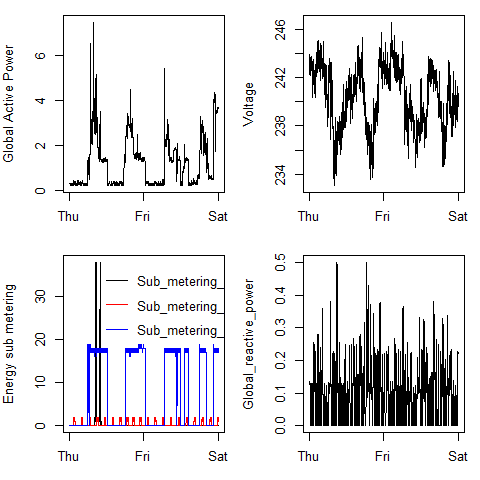 Global Active Power
0 2 4 6
Thu Fri Sat
Voltage
234 238 242 246
Thu Fri Sat
Energy sub metering
0 10 20 30
Sub_metering_
Sub_metering_
Sub_metering_
Thu Fri Sat
Global_reactive_power
0.0 0.1 0.2 0.3 0.4 0.5
Thu Fri Sat